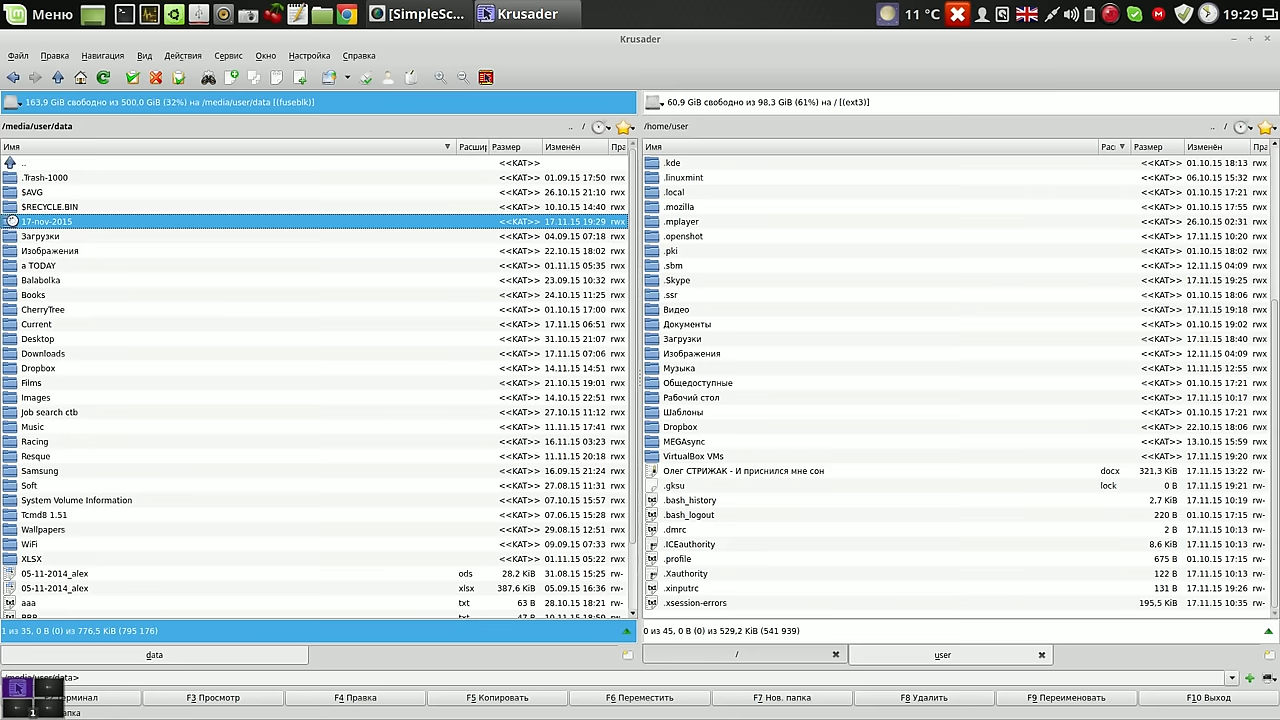 Меню
[SimpleSc...
Krusader
11 °C
19:29
Krusader
Файл Правка Навигация Вид Действия Сервис Окно Настройка Справка
163,9 GiB свободно из 500,0 GiB (32%) на /media/user/data [(fuseblk)]
60,9 GiB свободно из 98,3 GiB (61%) на / [(ext3)]
/media/user/data .. /
/home/user .. /
Имя Расшир Размер Изменён Пра
Имя Рас Размер Изменён Пра
.. <<КАТ>>
.Trash-1000 <<КАТ>> 01.09.15 17:50 rwx
$AVG <<КАТ>> 26.10.15 21:10 rwx
$RECYCLE.BIN <<КАТ>> 10.10.15 14:40 rwx
17-nov-2015 <<КАТ>> 17.11.15 19:29 rwx
Загрузки <<КАТ>> 04.09.15 07:18 rwx
Изображения <<КАТ>> 22.10.15 18:02 rwx
a TODAY <<КАТ>> 01.11.15 05:35 rwx
Balabolka <<КАТ>> 23.09.15 10:32 rwx
Books <<КАТ>> 24.10.15 11:25 rwx
CherryTree <<КАТ>> 01.10.15 17:00 rwx
Current <<КАТ>> 17.11.15 06:51 rwx
Desktop <<КАТ>> 31.10.15 21:07 rwx
Downloads <<КАТ>> 17.11.15 07:06 rwx
Dropbox <<КАТ>> 14.11.15 14:51 rwx
Films <<КАТ>> 21.10.15 19:01 rwx
Images <<КАТ>> 14.10.15 22:51 rwx
Job search ctb <<КАТ>> 27.10.15 11:12 rwx
Music <<КАТ>> 11.11.15 17:41 rwx
Racing <<КАТ>> 16.11.15 03:23 rwx
Resque <<КАТ>> 11.11.15 20:18 rwx
Samsung <<КАТ>> 16.09.15 21:24 rwx
Soft <<КАТ>> 27.08.15 11:31 rwx
System Volume Information <<КАТ>> 07.10.15 15:57 rwx
Tcmd8 1.51 <<КАТ>> 07.06.15 15:28 rwx
Wallpapers <<КАТ>> 29.08.15 12:51 rwx
WiFi <<КАТ>> 09.09.15 07:33 rwx
XLSX <<КАТ>> 01.11.15 05:22 rwx
05-11-2014_alex ods 28,2 KiB 31.08.15 15:25 rw-
05-11-2014_alex xlsx 387,6 KiB 05.09.15 16:36 rw-
aaa txt 63 B 28.10.15 18:21 rw-
BBB txt 47 B 10.11.15 18:59 rw-
.kde <<КАТ>> 01.10.15 18:13 rwx
.linuxmint <<КАТ>> 06.10.15 15:32 rwx
.local <<КАТ>> 01.10.15 17:21 rwx
.mozilla <<КАТ>> 01.10.15 17:55 rwx
.mplayer <<КАТ>> 26.10.15 02:31 rwx
.openshot <<КАТ>> 17.11.15 10:20 rwx
.pki <<КАТ>> 01.10.15 18:02 rwx
.sbm <<КАТ>> 12.11.15 04:09 rwx
.Skype <<КАТ>> 17.11.15 19:25 rwx
.ssr <<КАТ>> 01.10.15 18:06 rwx
Видео <<КАТ>> 17.11.15 19:18 rwx
Документы <<КАТ>> 01.10.15 19:02 rwx
Загрузки <<КАТ>> 17.11.15 18:40 rwx
Изображения <<КАТ>> 12.11.15 04:09 rwx
Музыка <<КАТ>> 11.11.15 12:55 rwx
Общедоступные <<КАТ>> 01.10.15 17:21 rwx
Рабочий стол <<КАТ>> 17.11.15 10:17 rwx
Шаблоны <<КАТ>> 01.10.15 17:21 rwx
Dropbox <<КАТ>> 22.10.15 18:06 rwx
MEGAsync <<КАТ>> 13.10.15 15:59 rwx
VirtualBox VMs <<КАТ>> 17.11.15 19:20 rwx
Олег СТРИЖАК - И приснился мне сон docx 321,3 KiB 17.11.15 13:22 rw-
.gksu lock 0 B 17.11.15 19:21 rw-
.bash_history 2,7 KiB 17.11.15 10:19 rw-
.bash_logout 220 B 01.10.15 17:15 rw-
.dmrc 2 B 17.11.15 10:13 rw-
.ICEauthority 8,6 KiB 17.11.15 10:13 rw-
.profile 675 B 01.10.15 17:15 rw-
.Xauthority 122 B 17.11.15 10:13 rw-
.xinputrc 131 B 17.11.15 19:26 rw-
.xsession-errors 195,5 KiB 17.11.15 10:35 rw-
1 из 35, 0 B (0) из 776,5 KiB (795 176)
0 из 45, 0 B (0) из 529,2 KiB (541 939)
data
/
user
/media/user/data>
F3 Просмотр F4 Правка F5 Копировать F6 Переместить F7 Нов. папка F8 Удалить F9 Переименовать F10 Выход
1